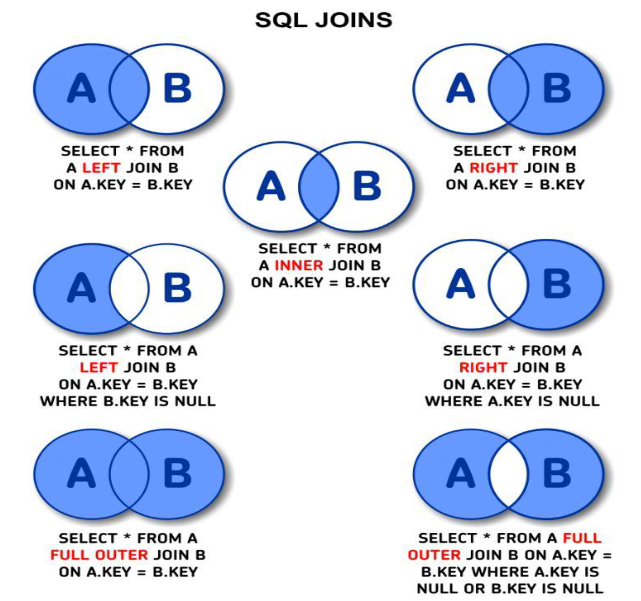 SQL JOINS
A B
SELECT * FROM
A LEFT JOIN B
ON A.KEY = B.KEY
A B
SELECT * FROM
A RIGHT JOIN B
ON A.KEY = B.KEY
A B
SELECT * FROM
A INNER JOIN B
ON A.KEY = B.KEY
A B
SELECT * FROM A
LEFT JOIN B
ON A.KEY = B.KEY
WHERE B.KEY IS NULL
A B
SELECT * FROM A
RIGHT JOIN B
ON A.KEY = B.KEY
WHERE A.KEY IS NULL
A B
SELECT * FROM A
FULL OUTER JOIN B
ON A.KEY = B.KEY
A B
SELECT * FROM A FULL
OUTER JOIN B ON A.KEY =
B.KEY WHERE A.KEY IS
NULL OR B.KEY IS NULL